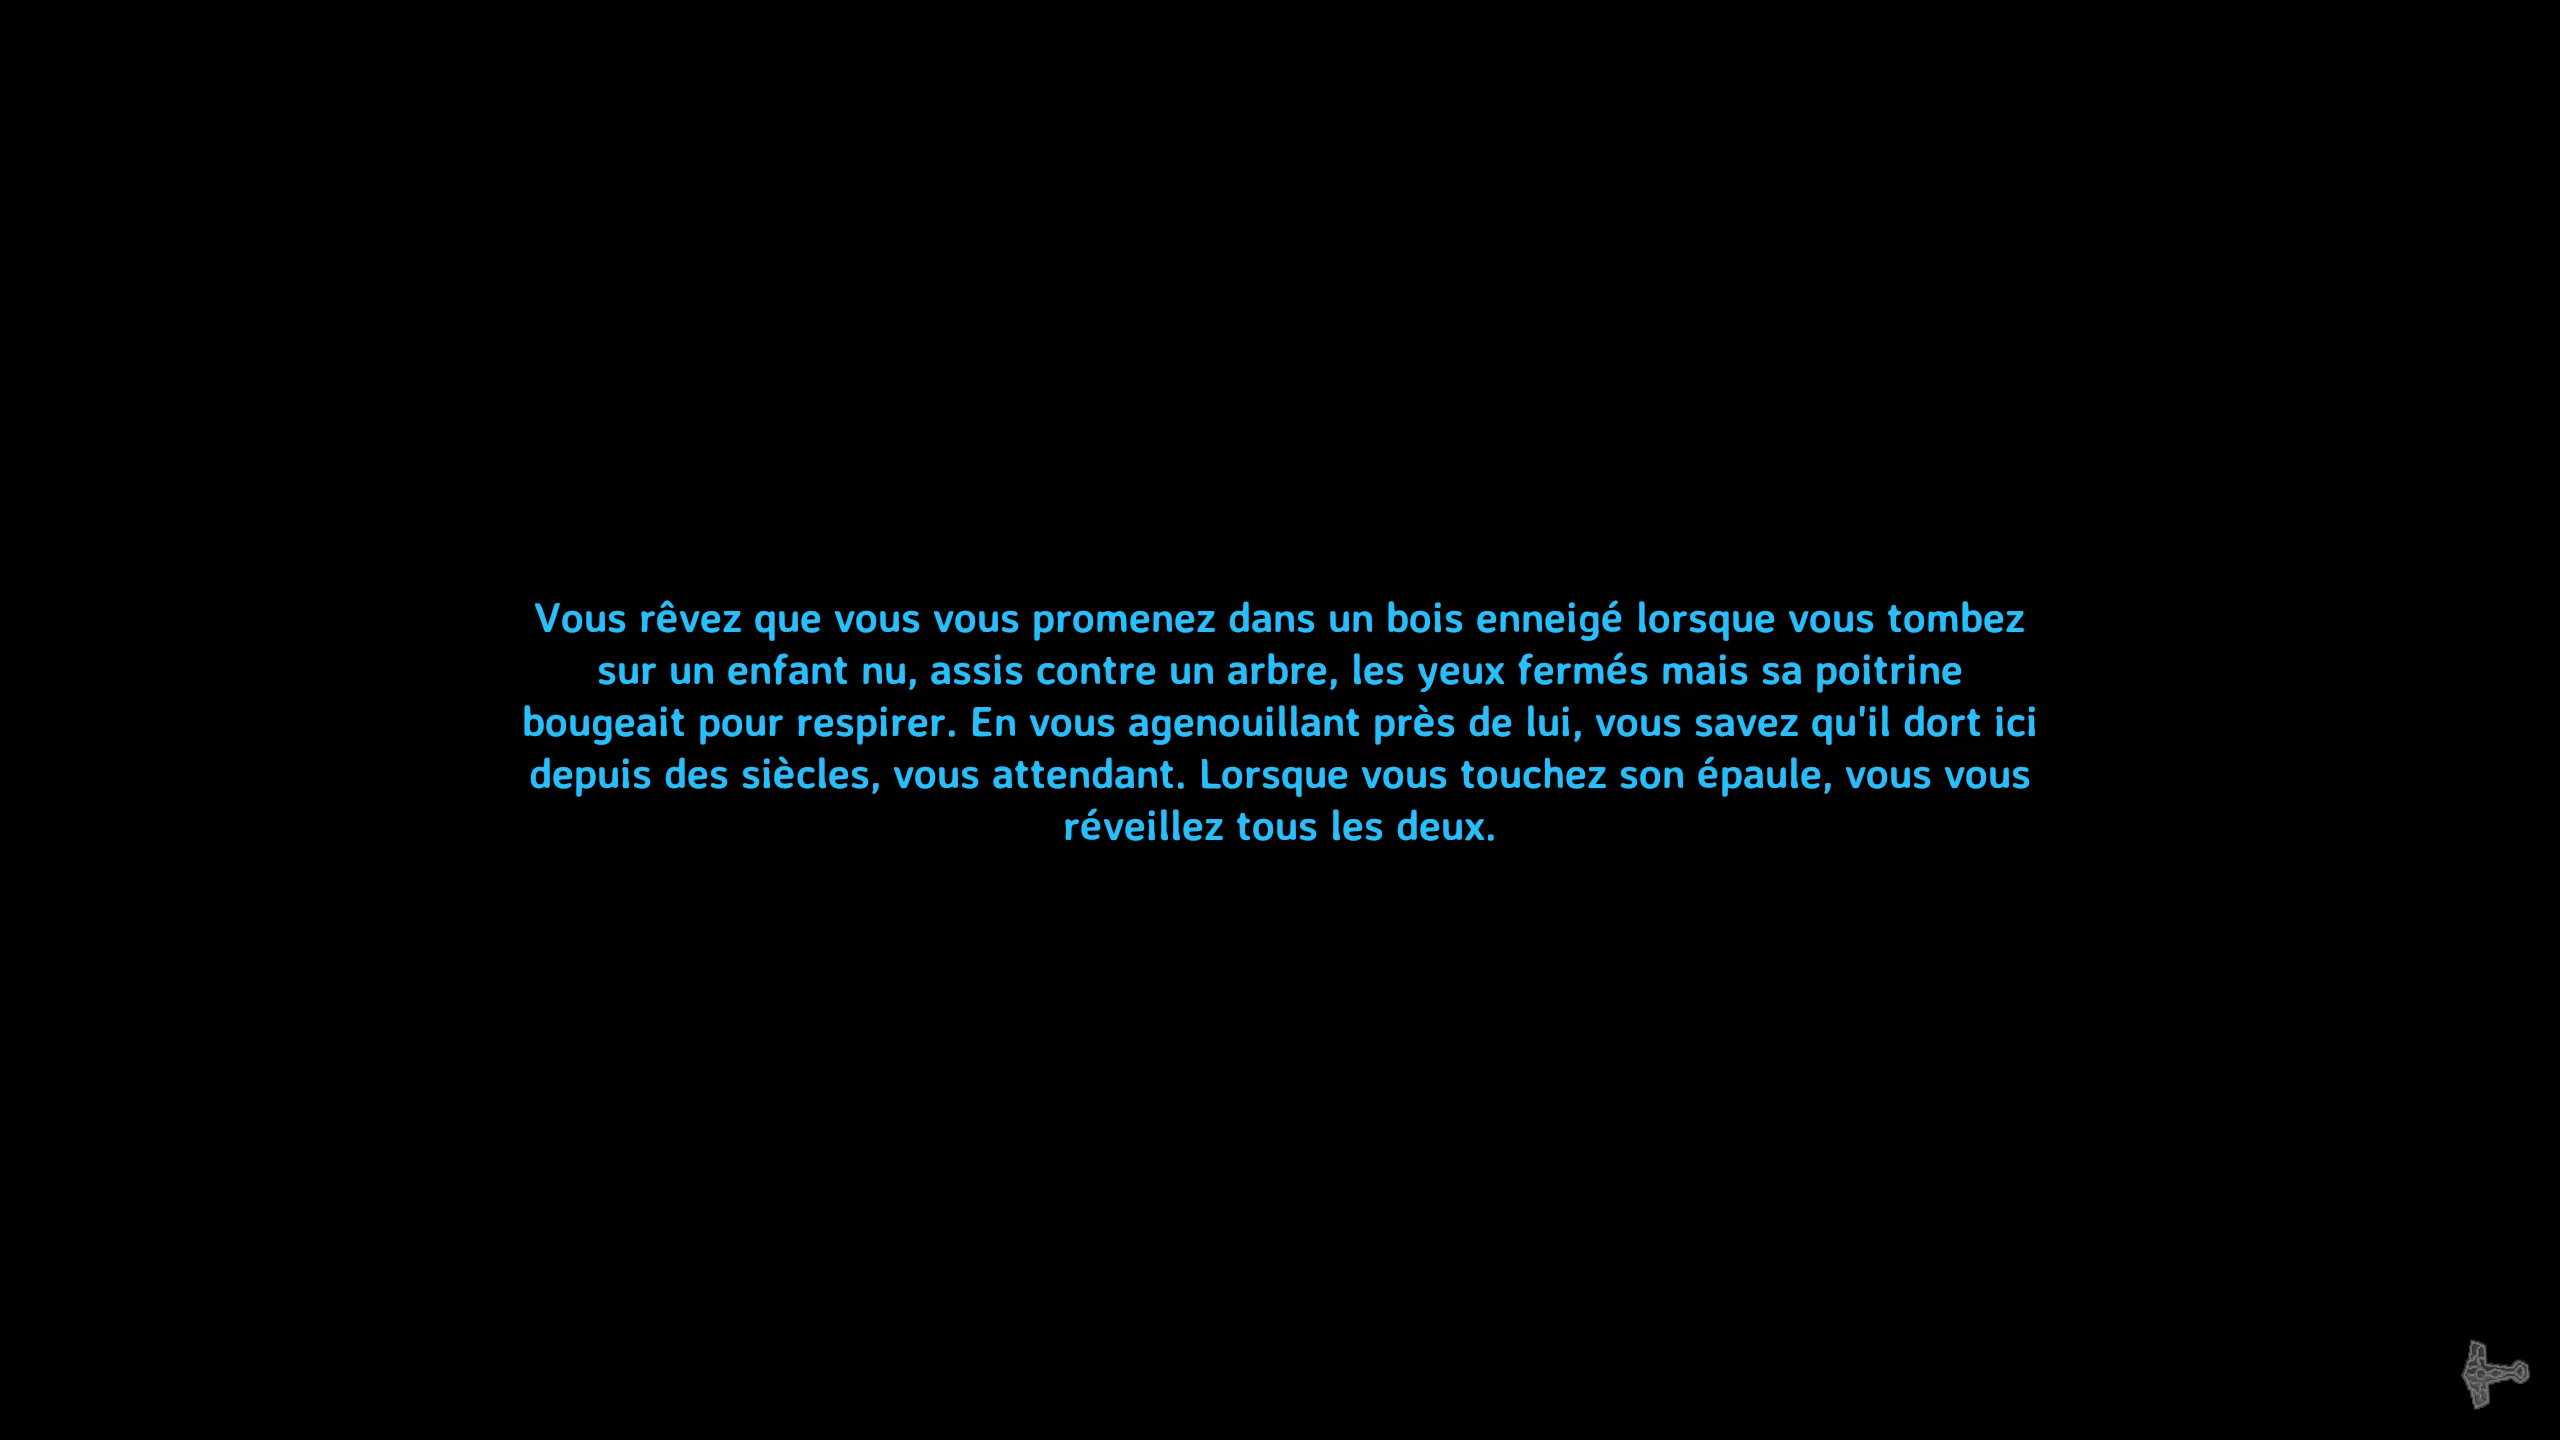 Vous rêvez que vous vous promenez dans un bois enneigé lorsque vous tombez
sur un enfant nu, assis contre un arbre, les yeux fermés mais sa poitrine
bougeait pour respirer. En vous agenouillant près de lui, vous savez qu'il dort ici
depuis des siècles, vous attendant. Lorsque vous touchez son épaule, vous vous
réveillez tous les deux.